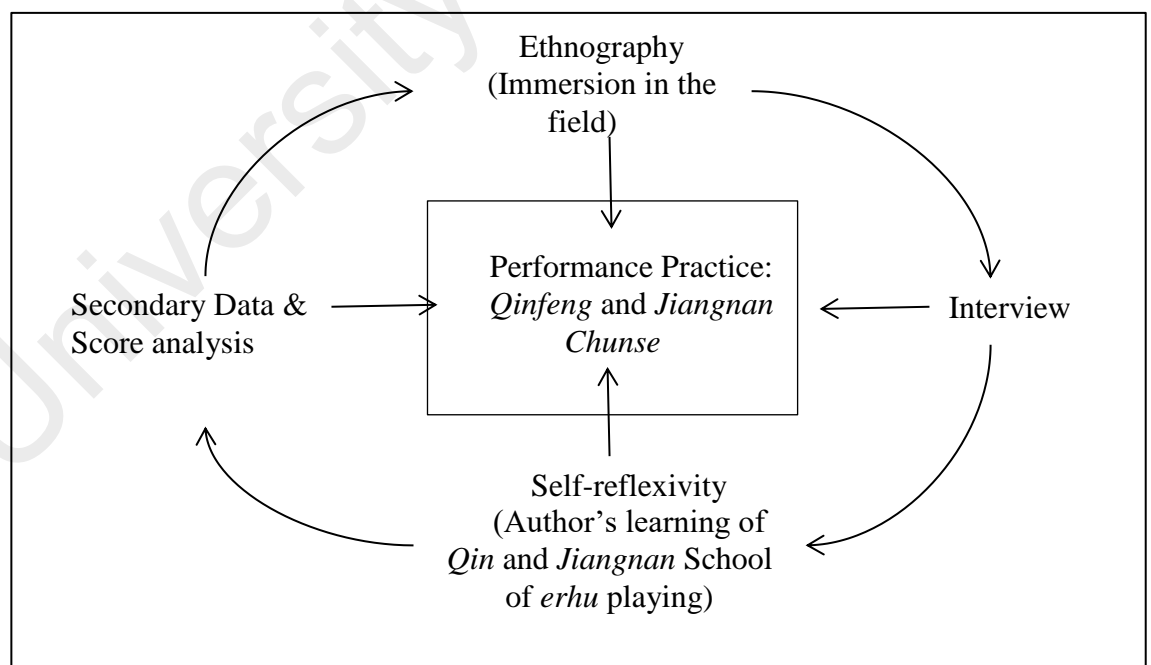 Ethnography
(Immersion in the
field)
Performance Practice:
Qinfeng and Jiangnan
Chunse
Secondary Data &
Score analysis
Interview
Self-reflexivity
(Author’s learning of
Qin and Jiangnan School
of erhu playing)
University